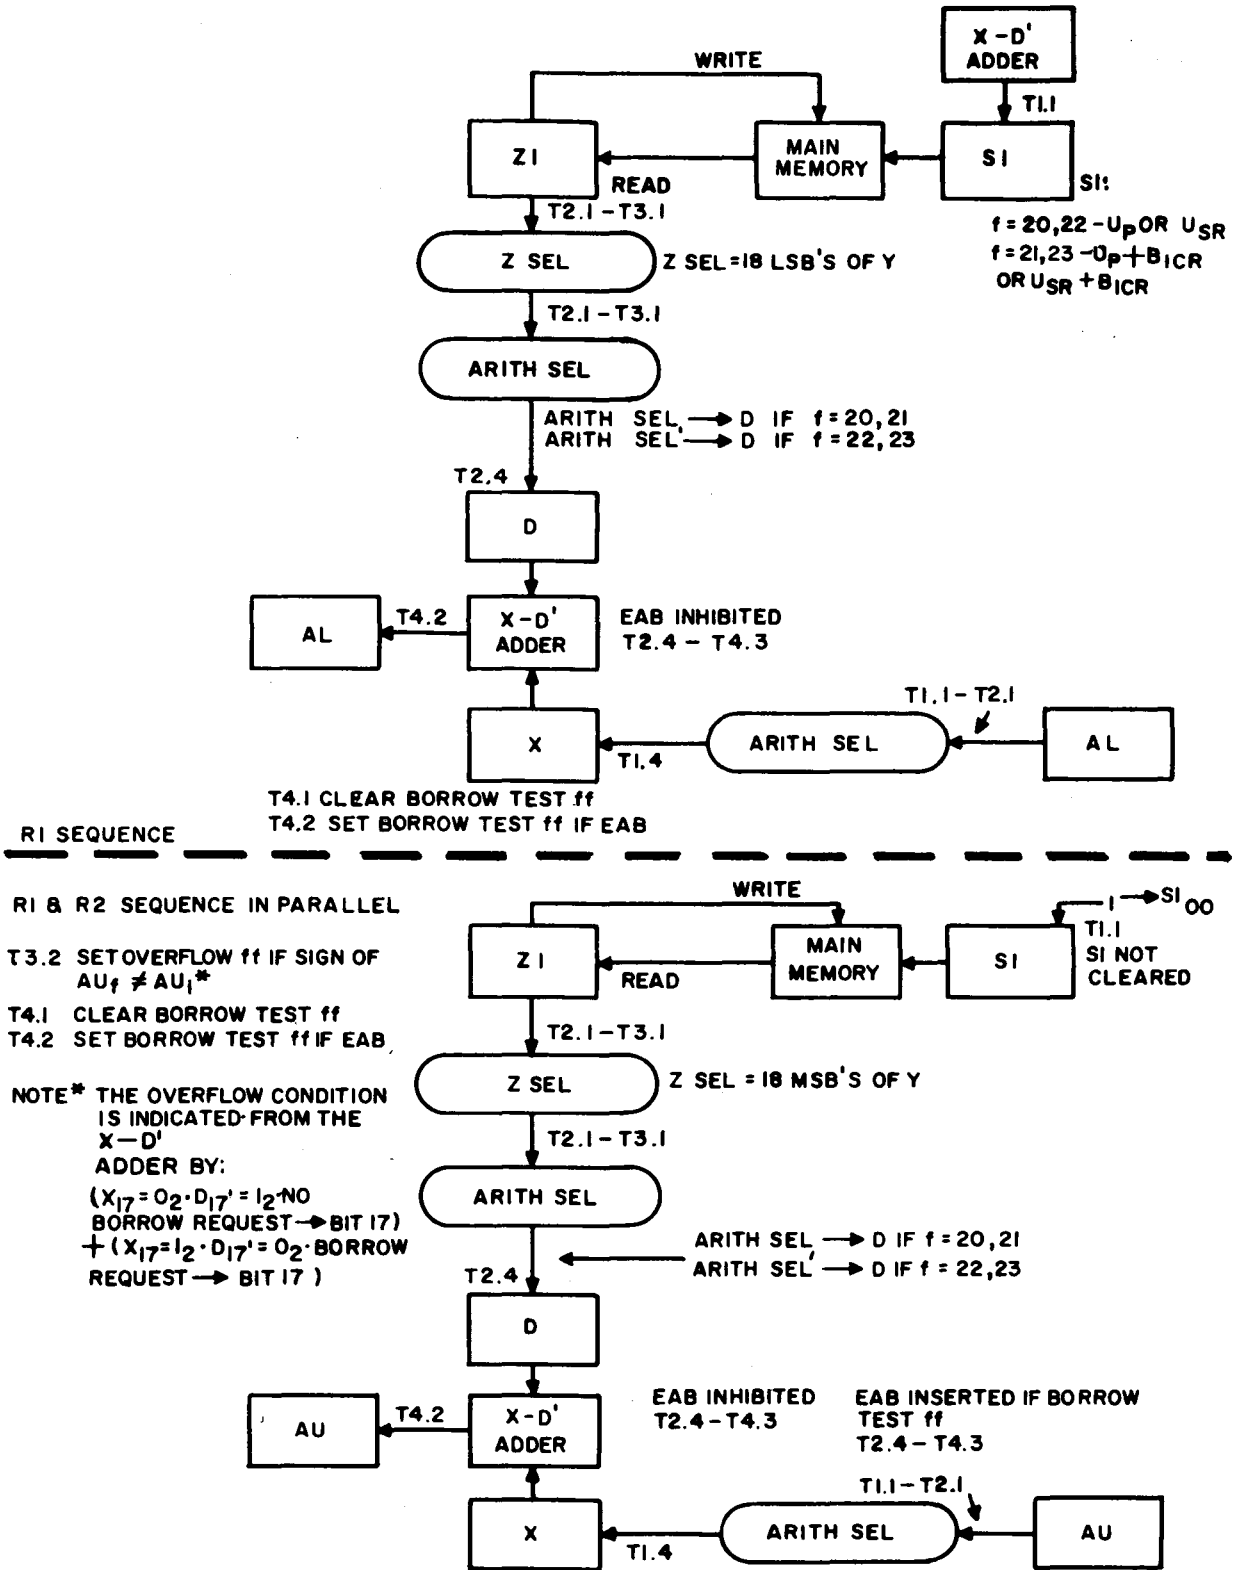 X-D'
ADDER
T1.1
WRITE
Z1
MAIN
MEMORY
S1
READ
S1:
f=20,22-UP OR USR
f=21,23-UP+BICR
OR USR+BICR
T2.1-T3.1
Z SEL
Z SEL=18 LSB'S OF Y
T2.1-T3.1
ARITH SEL
ARITH SEL → D IF f=20,21
ARITH SEL' → D IF f=22,23
T2.4
D
AL
T4.2
X-D'
ADDER
EAB INHIBITED
T2.4-T4.3
T1.1-T2.1
X
T1.4
ARITH SEL
AL
T4.1 CLEAR BORROW TEST ff
T4.2 SET BORROW TEST ff IF EAB
R1 SEQUENCE
R1 & R2 SEQUENCE IN PARALLEL
T3.2 SET OVERFLOW ff IF SIGN OF
AUf ≠ AUi*
T4.1 CLEAR BORROW TEST ff
T4.2 SET BORROW TEST ff IF EAB
NOTE* THE OVERFLOW CONDITION
IS INDICATED FROM THE
X-D'
ADDER BY:
(X17=O2·D17'=I2·NO
BORROW REQUEST→BIT 17)
+(X17=I2·D17'=O2·BORROW
REQUEST→BIT 17)
WRITE
1→S100
T1.1
S1 NOT
CLEARED
Z1
MAIN
MEMORY
S1
READ
T2.1-T3.1
Z SEL
Z SEL=18 MSB'S OF Y
T2.1-T3.1
ARITH SEL
ARITH SEL → D IF f=20,21
ARITH SEL' → D IF f=22,23
T2.4
D
AU
T4.2
X-D'
ADDER
EAB INHIBITED
T2.4-T4.3
EAB INSERTED IF BORROW
TEST ff
T2.4-T4.3
T1.1-T2.1
X
T1.4
ARITH SEL
AU